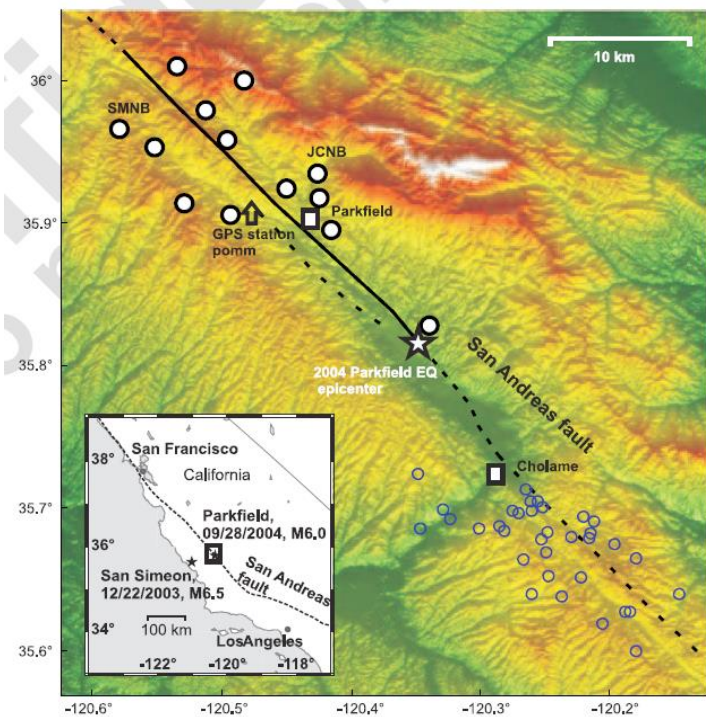 10 km
36°
SMNB
JCNB
Parkfield
35.9°
GPS station
pomm
35.8°
2004 Parkfield EQ
epicenter
San Andreas fault
Cholame
35.7°
35.6°
-120.6°
-120.5°
-120.4°
-120.3°
-120.2°
38°
San Francisco
California
Parkfield,
09/28/2004, M6.0
36°
San Andreas
fault
San Simeon,
12/22/2003, M6.5
100 km
34°
LosAngeles
-122°
-120°
-118°